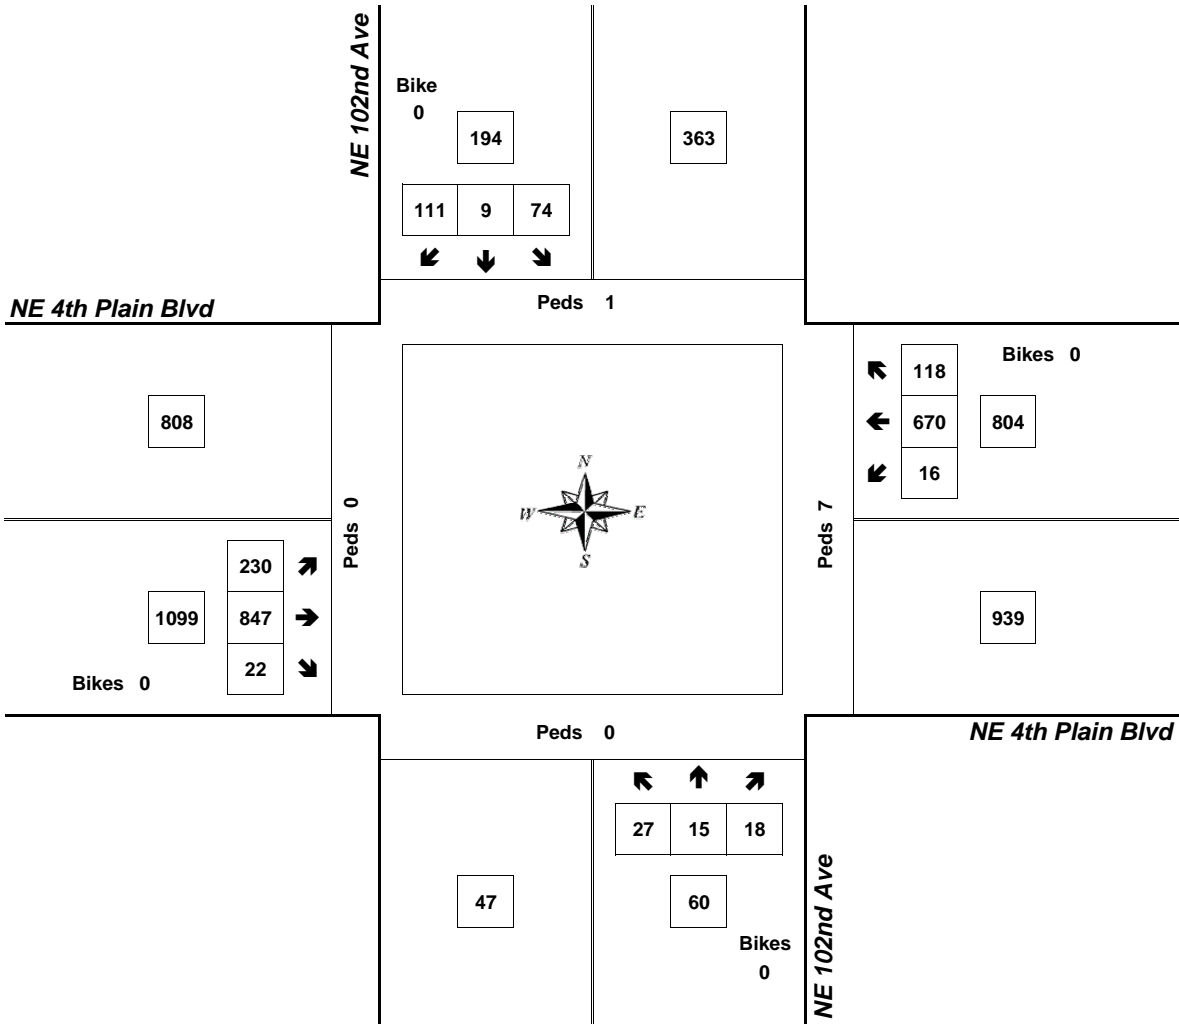 NE 102nd Ave
Bike
0
194
363
111 9 74
NE 4th Plain Blvd
Peds 1
118
Bikes 0
808
670
804
16
N
W E
S
Peds 0
Peds 7
230
1099
847
939
22
Bikes 0
Peds 0
NE 4th Plain Blvd
27 15 18
47
60
NE 102nd Ave
Bikes
0